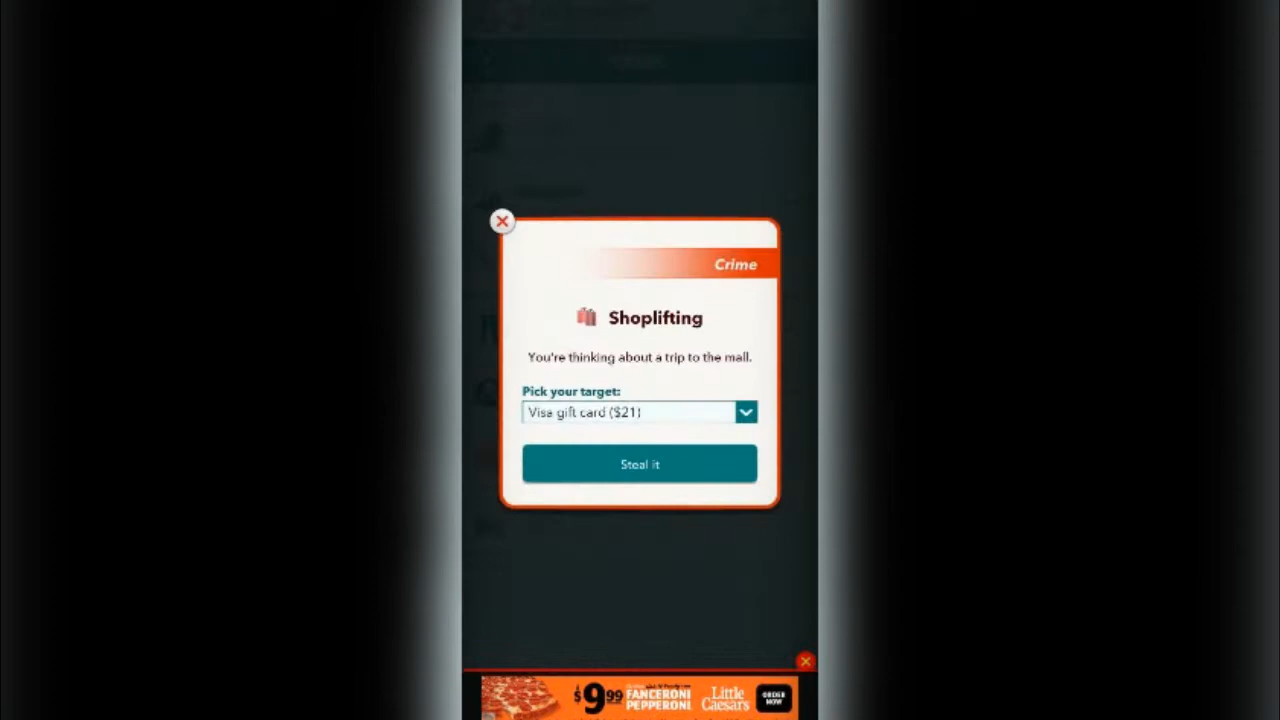 Crime
Shoplifting
You're thinking about a trip to the mall.
Pick your target:
Visa gift card ($21)
Steal it
$9.99
FANCERONI
PEPPERONI
Little
Caesars
ORDER
NOW